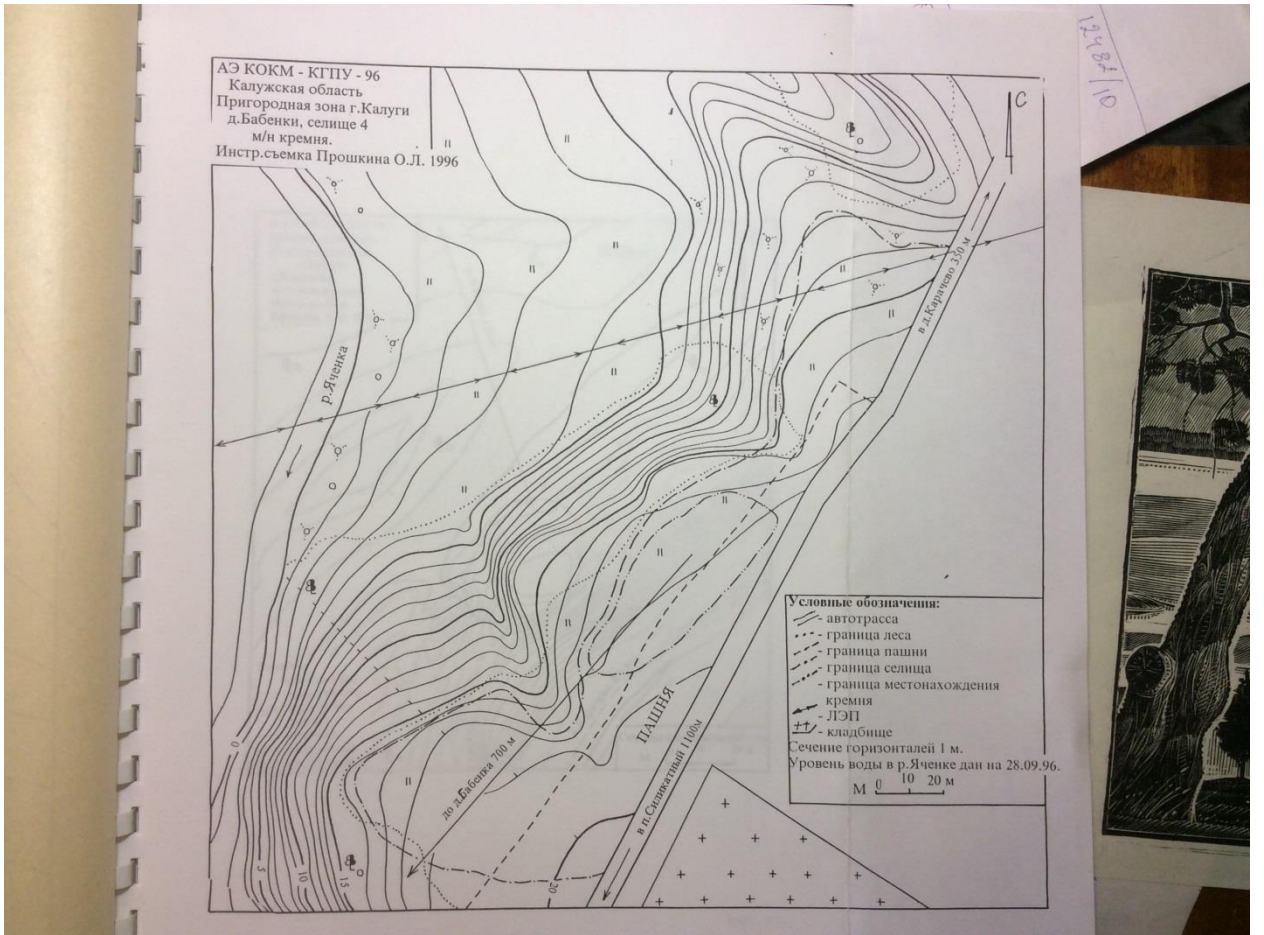 АЭ КОКМ - КГПУ - 96
Калужская область
Пригородная зона г.Калуги
д.Бабенки, селище 4
м/н кремня.
Инстр.съемка Прошкина О.Л. 1996
12482/10
С
в д.Карачево 350 м
р.Яченка
ПАШНЯ
до д.Бабенка 700 м
в п.Силикатный 1100м
0
5
10
15
20
Условные обозначения:
- автотрасса
- граница леса
- граница пашни
- граница селища
- граница местонахождения
кремня
- ЛЭП
- кладбище
Сечение горизонталей 1 м.
Уровень воды в р.Яченке дан на 28.09.96.
М 0 10 20 м